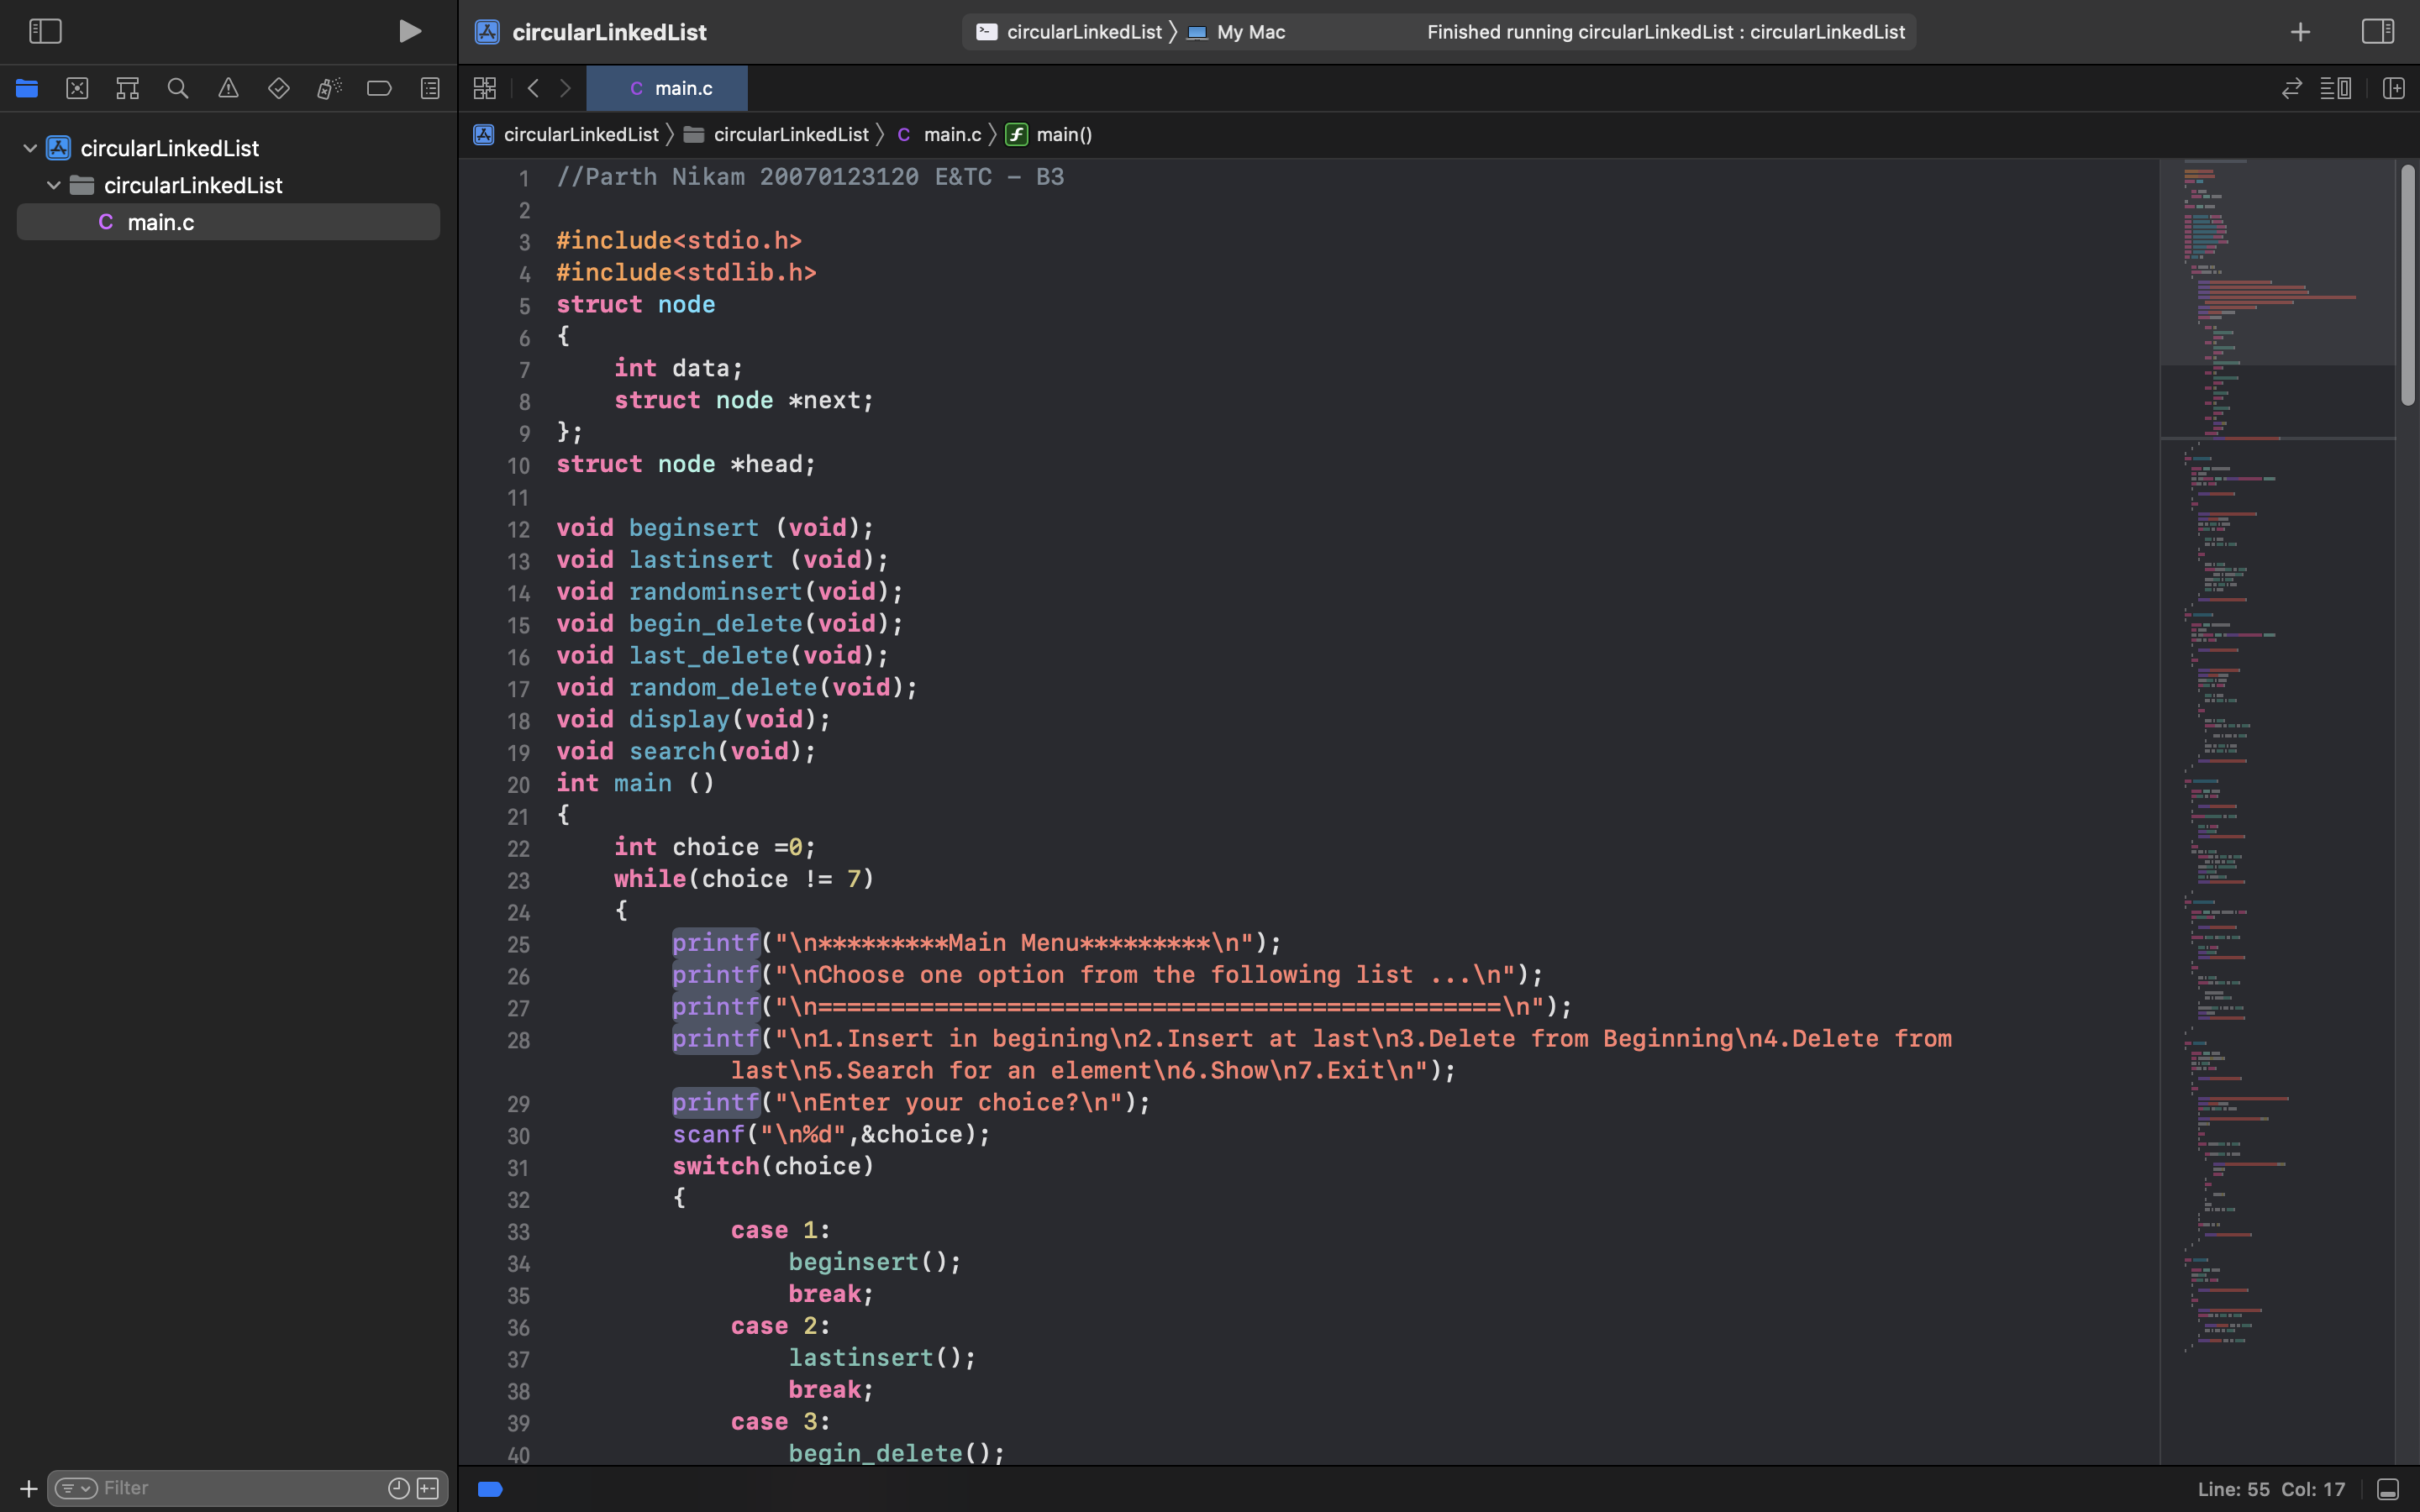 circularLinkedList
circularLinkedList 〉 My Mac
Finished running circularLinkedList : circularLinkedList
C main.c
circularLinkedList 〉 circularLinkedList 〉 C main.c 〉 f main()
circularLinkedList
circularLinkedList
C main.c
1 //Parth Nikam 20070123120 E&TC - B3
2
3 #include<stdio.h>
4 #include<stdlib.h>
5 struct node
6 {
7     int data;
8     struct node *next;
9 };
10 struct node *head;
11
12 void beginsert (void);
13 void lastinsert (void);
14 void randominsert(void);
15 void begin_delete(void);
16 void last_delete(void);
17 void random_delete(void);
18 void display(void);
19 void search(void);
20 int main ()
21 {
22     int choice =0;
23     while(choice != 7)
24     {
25         printf("\n*********Main Menu*********\n");
26         printf("\nChoose one option from the following list ...\n");
27         printf("\n===============================================\n");
28         printf("\n1.Insert in begining\n2.Insert at last\n3.Delete from Beginning\n4.Delete from
last\n5.Search for an element\n6.Show\n7.Exit\n");
29         printf("\nEnter your choice?\n");
30         scanf("\n%d",&choice);
31         switch(choice)
32         {
33             case 1:
34                 beginsert();
35                 break;
36             case 2:
37                 lastinsert();
38                 break;
39             case 3:
40                 begin_delete();
Filter
Line: 55 Col: 17